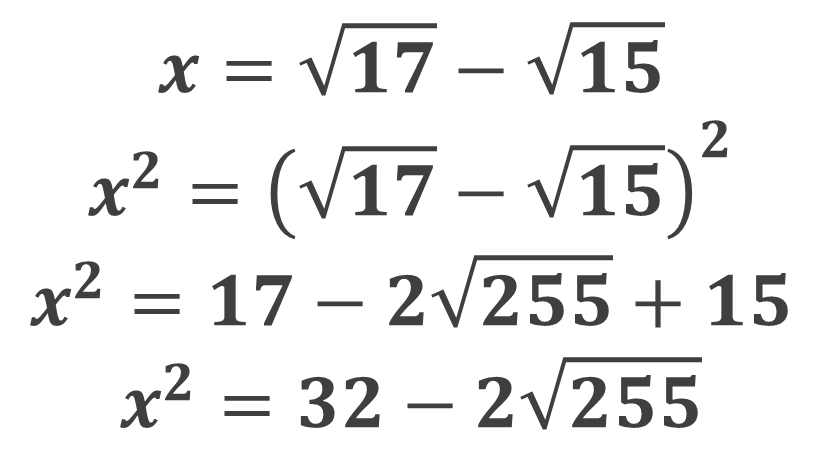 x = √17 − √15
x² = (√17 − √15)²
x² = 17 − 2√255 + 15
x² = 32 − 2√255